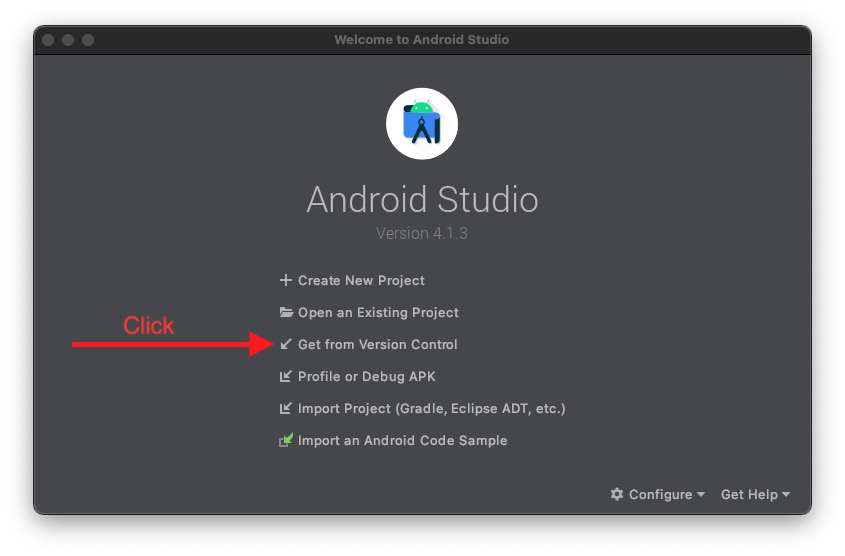 Welcome to Android Studio
Android Studio
Version 4.1.3
Create New Project
Open an Existing Project
Click
Get from Version Control
Profile or Debug APK
Import Project (Gradle, Eclipse ADT, etc.)
Import an Android Code Sample
Configure Get Help